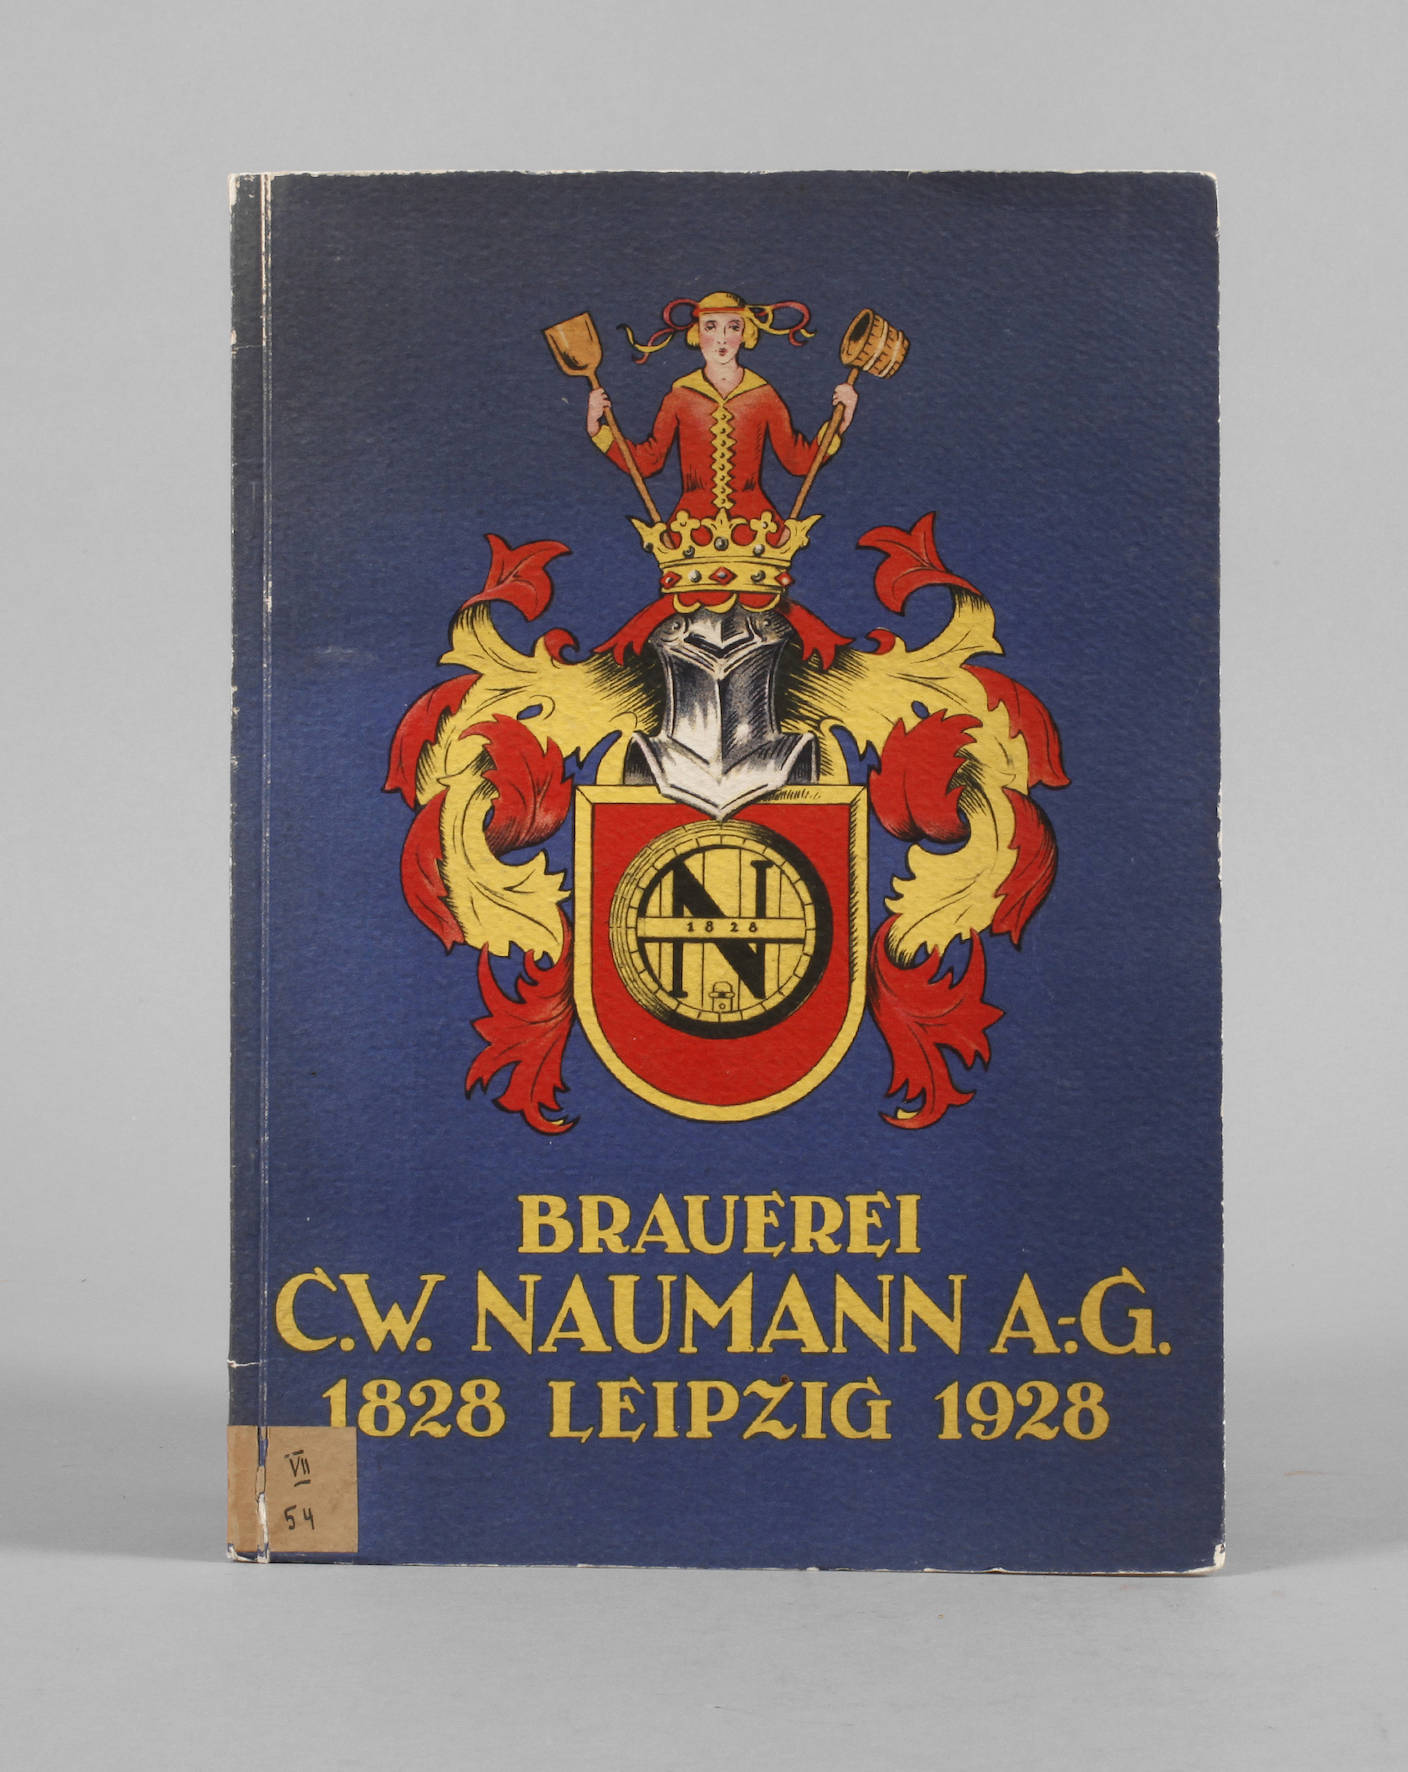 N
1828
BRAUEREI
C.W. NAUMANN A.-G.
1828 LEIPZIG 1928
VII
54